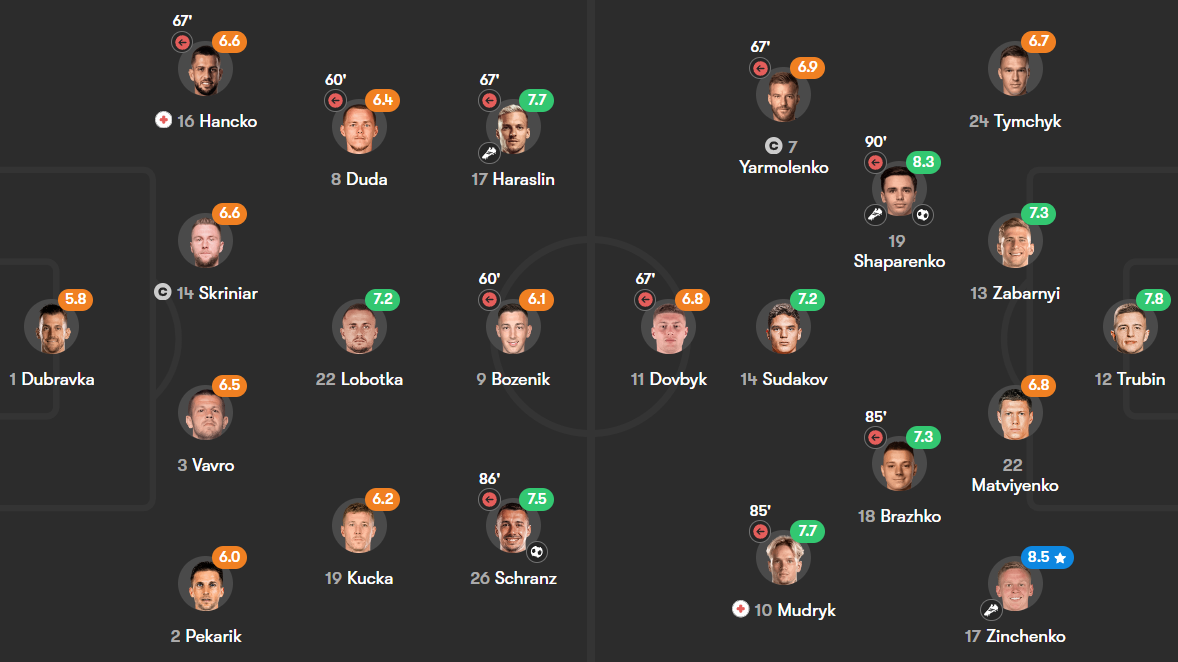 67'
6.6
16 Hancko
60'
6.4
8 Duda
67'
7.7
17 Haraslin
6.6
C 14 Skriniar
5.8
1 Dubravka
7.2
22 Lobotka
60'
6.1
9 Bozenik
6.5
3 Vavro
6.2
19 Kucka
86'
7.5
26 Schranz
6.0
2 Pekarik
67'
6.9
C 7
Yarmolenko
6.7
24 Tymchyk
90'
8.3
19
Shaparenko
7.3
13 Zabarnyi
67'
6.8
11 Dovbyk
7.2
14 Sudakov
7.8
12 Trubin
85'
7.3
18 Brazhko
6.8
22
Matviyenko
85'
7.7
10 Mudryk
8.5
17 Zinchenko